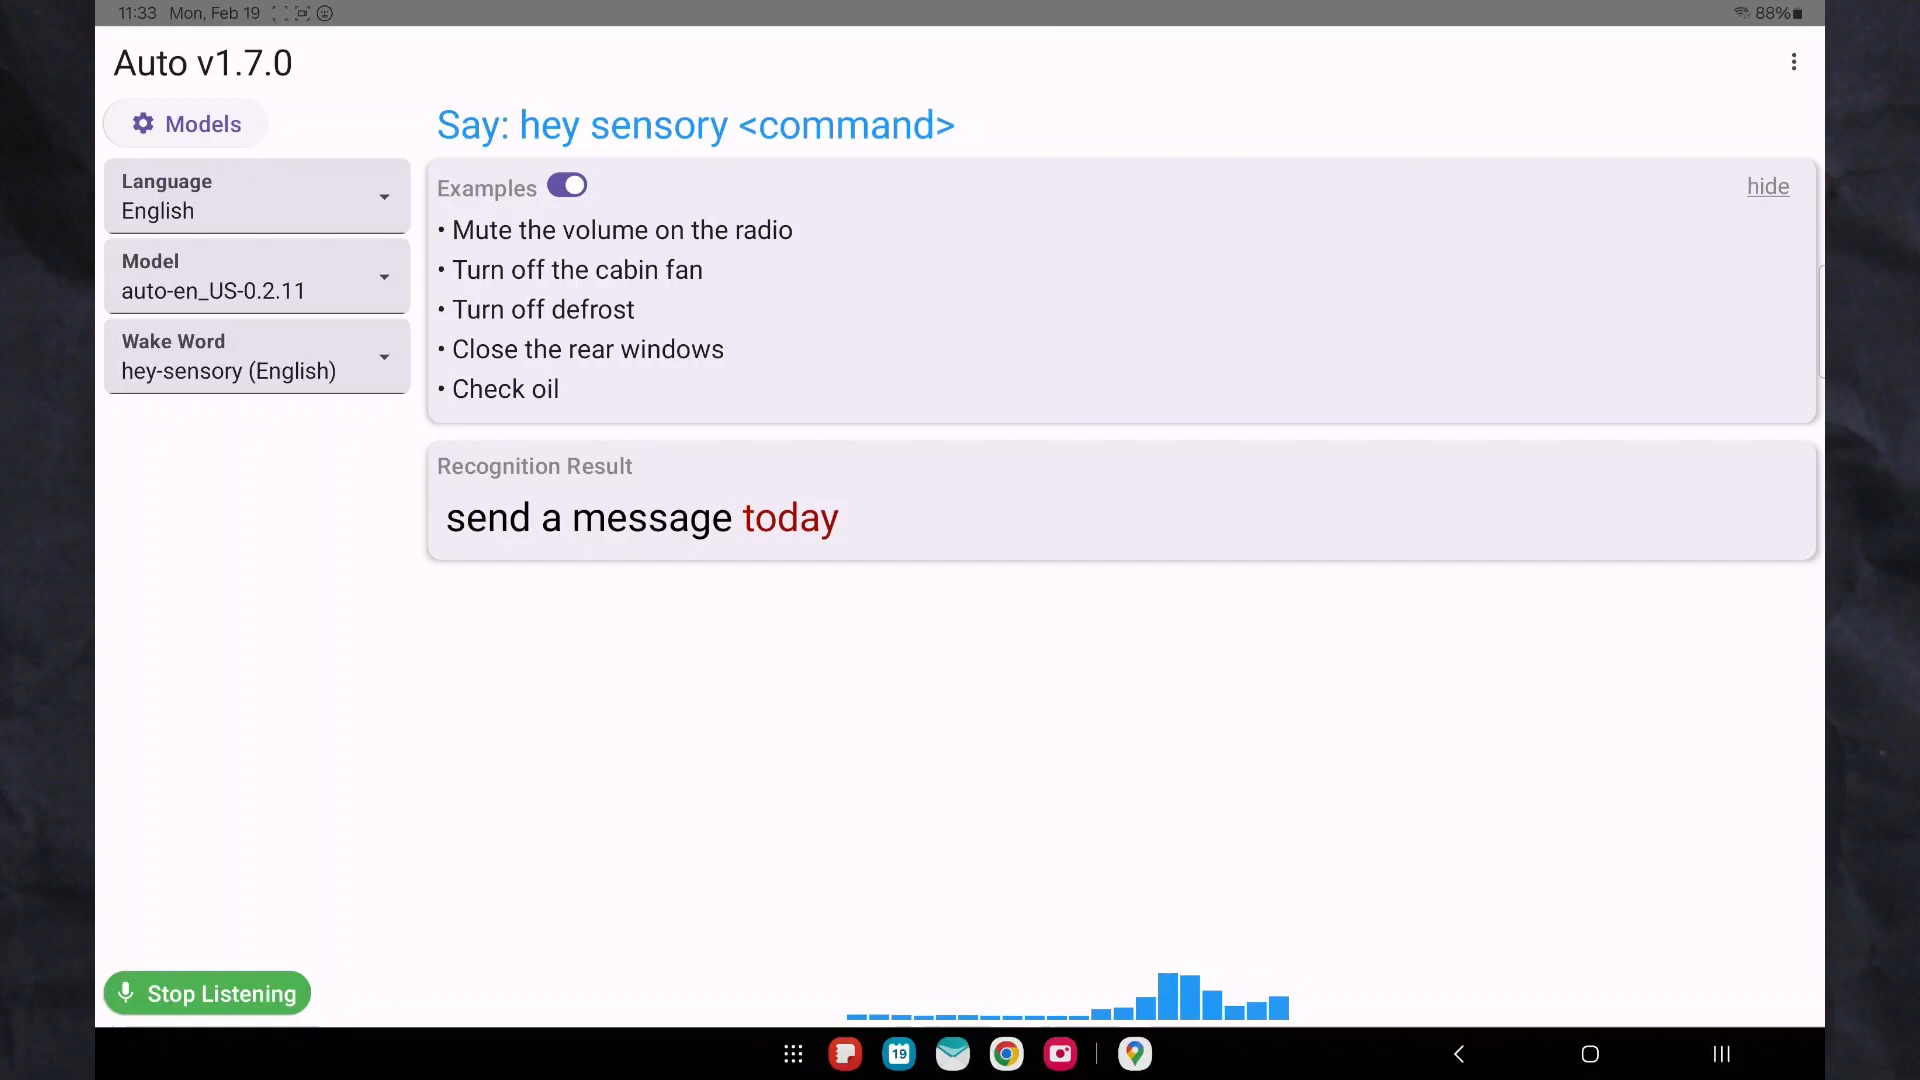 11:33 Mon, Feb 19
88%
Auto v1.7.0
Models
Say: hey sensory <command>
Language
English
Model
auto-en_US-0.2.11
Wake Word
hey-sensory (English)
Examples
hide
• Mute the volume on the radio
• Turn off the cabin fan
• Turn off defrost
• Close the rear windows
• Check oil
Recognition Result
send a message today
Stop Listening
19